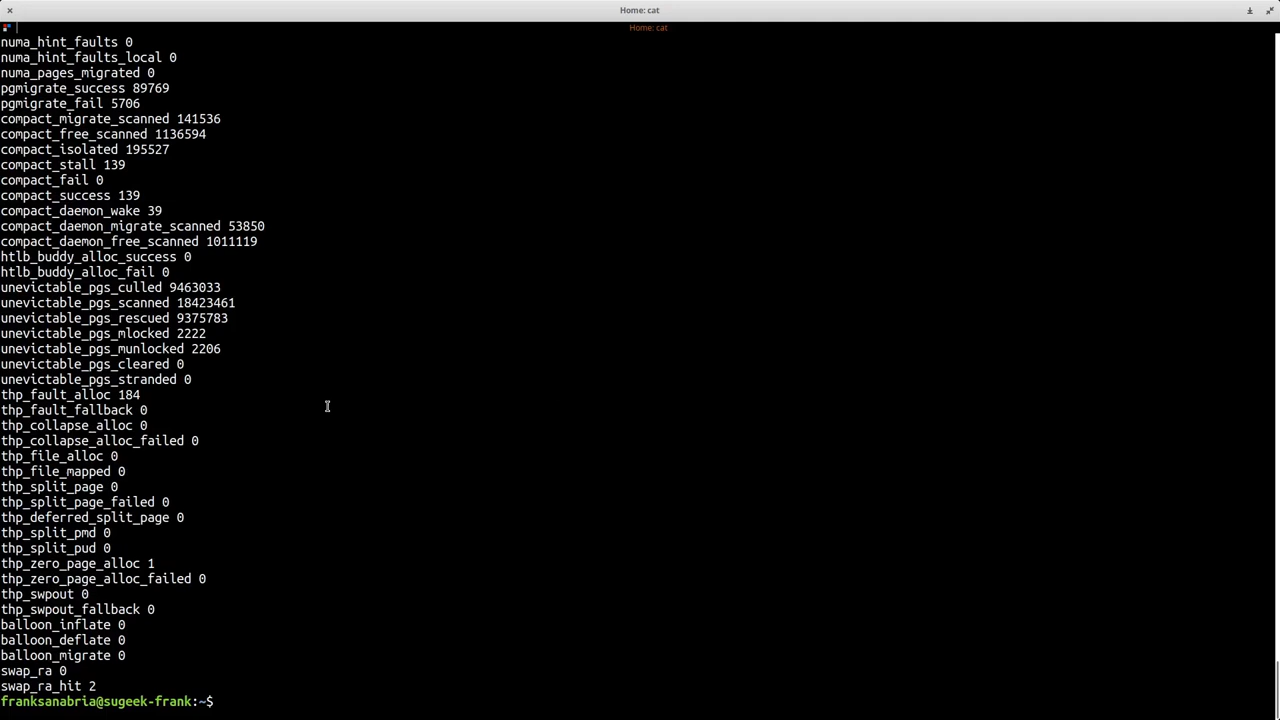 Home: cat
Home: cat
numa_hint_faults 0
numa_hint_faults_local 0
numa_pages_migrated 0
pgmigrate_success 89769
pgmigrate_fail 5706
compact_migrate_scanned 141536
compact_free_scanned 1136594
compact_isolated 195527
compact_stall 139
compact_fail 0
compact_success 139
compact_daemon_wake 39
compact_daemon_migrate_scanned 53850
compact_daemon_free_scanned 1011119
htlb_buddy_alloc_success 0
htlb_buddy_alloc_fail 0
unevictable_pgs_culled 9463033
unevictable_pgs_scanned 18423461
unevictable_pgs_rescued 9375783
unevictable_pgs_mlocked 2222
unevictable_pgs_munlocked 2206
unevictable_pgs_cleared 0
unevictable_pgs_stranded 0
thp_fault_alloc 184
thp_fault_fallback 0
thp_collapse_alloc 0
thp_collapse_alloc_failed 0
thp_file_alloc 0
thp_file_mapped 0
thp_split_page 0
thp_split_page_failed 0
thp_deferred_split_page 0
thp_split_pmd 0
thp_split_pud 0
thp_zero_page_alloc 1
thp_zero_page_alloc_failed 0
thp_swpout 0
thp_swpout_fallback 0
balloon_inflate 0
balloon_deflate 0
balloon_migrate 0
swap_ra 0
swap_ra_hit 2
franksanabria@sugeek-frank:~$